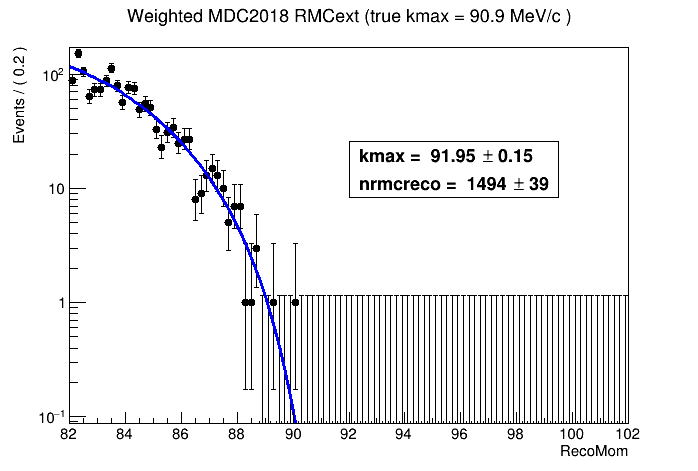 Weighted MDC2018 RMCext (true kmax = 90.9 MeV/c )
Events / ( 0.2 )
10²
10
1
10⁻¹
kmax = 91.95 ± 0.15
nrmcreco = 1494 ± 39
82 84 86 88 90 92 94 96 98 100 102
RecoMom